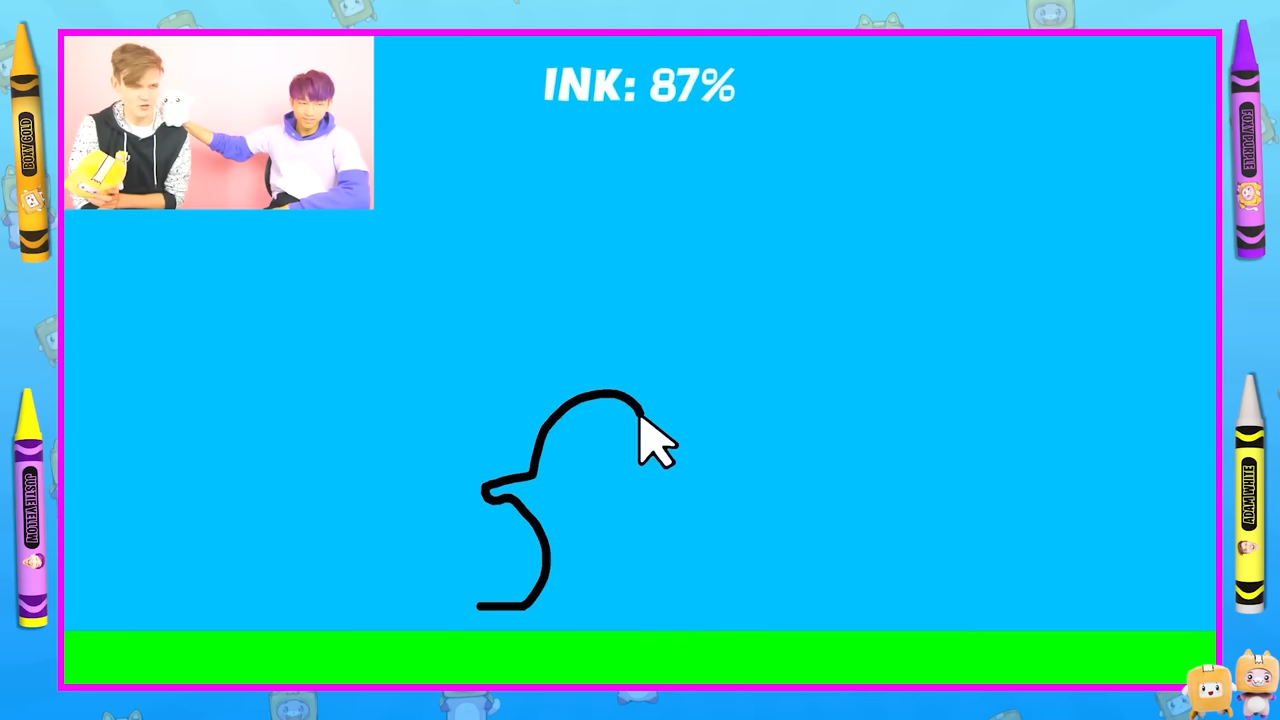 INK: 87%
BOXY GOLD
FOXY PURPLE
JUSTIE YELLOW
ADAM WHITE